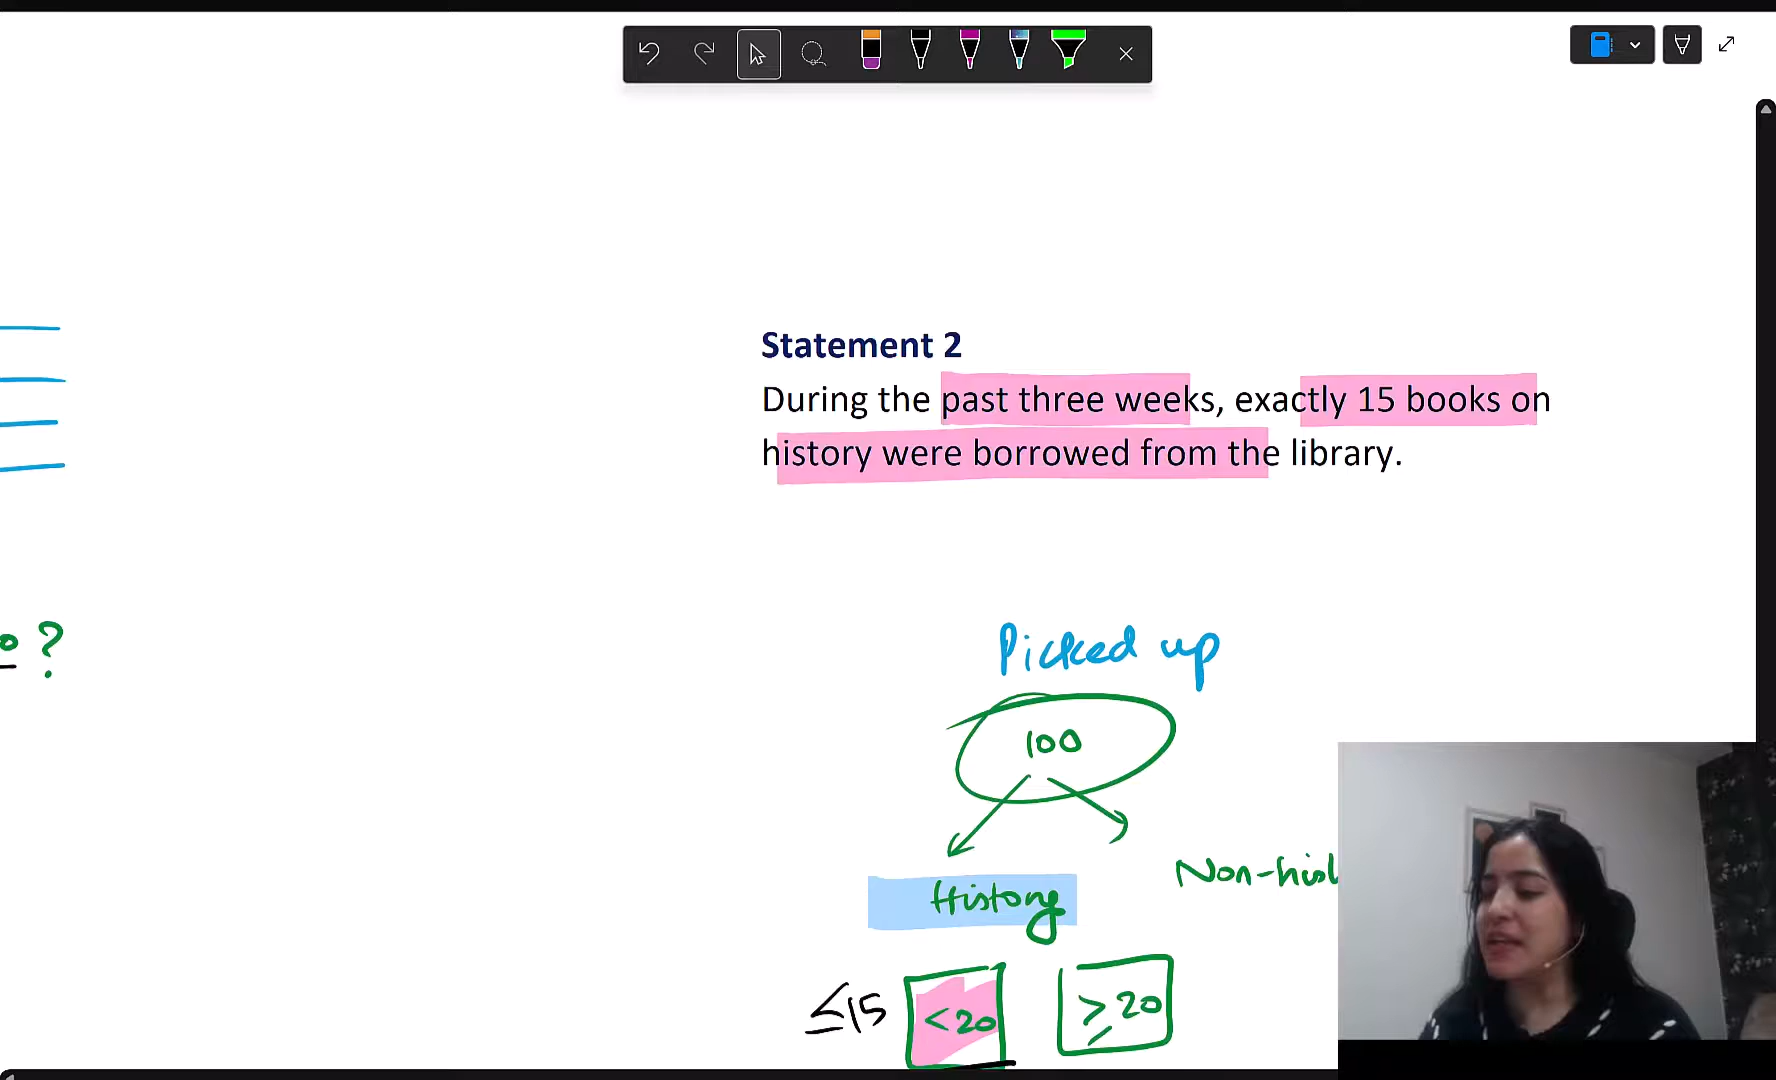 Statement 2
During the past three weeks, exactly 15 books on
history were borrowed from the library.
?
Picked up
100
Non-hist
History
≤15 <20 ≥20